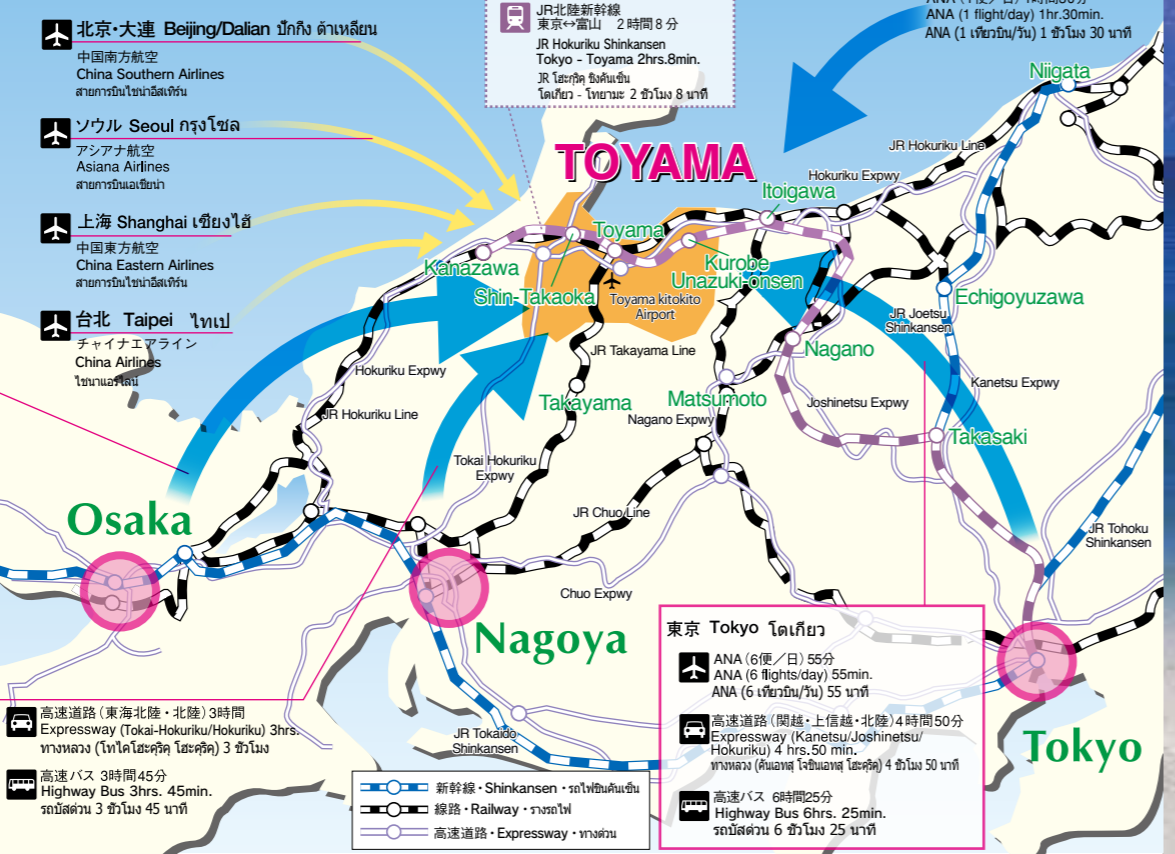 北京・大連 Beijing/Dalian ปักกิ่ง ต้าเหลียน
中国南方航空
China Southern Airlines
สายการบินไชน่าอีสเทิร์น
ソウル Seoul กรุงโซล
アシアナ航空
Asiana Airlines
สายการบินเอเชียน่า
上海 Shanghai เซี่ยงไฮ้
中国東方航空
China Eastern Airlines
สายการบินไชน่าอีสเทิร์น
台北 Taipei ไทเป
チャイナエアライン
China Airlines
ไชนาแอร์ไลน์
JR北陸新幹線
東京↔富山 2時間8分
JR Hokuriku Shinkansen
Tokyo - Toyama 2hrs.8min.
JR โฮะกุริคุ ชิงคันเซ็น
โตเกียว - โทยามะ 2 ชั่วโมง 8 นาที
ANA (1 flight/day) 1hr.30min.
ANA (1 เที่ยวบิน/วัน) 1 ชั่วโมง 30 นาที
TOYAMA
Niigata
JR Hokuriku Line
Hokuriku Expwy
Itoigawa
Toyama
Kanazawa
Kurobe
Unazuki-onsen
Shin-Takaoka
Toyama kitokito
Airport
Echigoyuzawa
JR Joetsu
Shinkansen
JR Takayama Line
Nagano
Hokuriku Expwy
Kanetsu Expwy
Takayama
Matsumoto
Joshinetsu Expwy
JR Hokuriku Line
Nagano Expwy
Takasaki
Tokai Hokuriku
Expwy
Osaka
JR Chuo Line
JR Tohoku
Shinkansen
Chuo Expwy
Nagoya
東京 Tokyo โตเกียว
ANA(6便/日)55分
ANA (6 flights/day) 55min.
ANA (6 เที่ยวบิน/วัน) 55 นาที
高速道路(関越・上信越・北陸)4時間50分
Expressway (Kanetsu/Joshinetsu/
Hokuriku) 4 hrs.50 min.
ทางหลวง (คันเอทสุ โจชินเอทสุ โฮะคุริคุ) 4 ชั่วโมง 50 นาที
高速バス 6時間25分
Highway Bus 6hrs. 25min.
รถบัสด่วน 6 ชั่วโมง 25 นาที
Tokyo
高速道路(東海北陸・北陸)3時間
Expressway (Tokai-Hokuriku/Hokuriku) 3hrs.
ทางหลวง (โทไคโฮะคุริคุ โฮะคุริคุ) 3 ชั่วโมง
高速バス 3時間45分
Highway Bus 3hrs. 45min.
รถบัสด่วน 3 ชั่วโมง 45 นาที
JR Tokaido
Shinkansen
新幹線・Shinkansen・รถไฟชินคันเซ็น
線路・Railway・รางรถไฟ
高速道路・Expressway・ทางด่วน